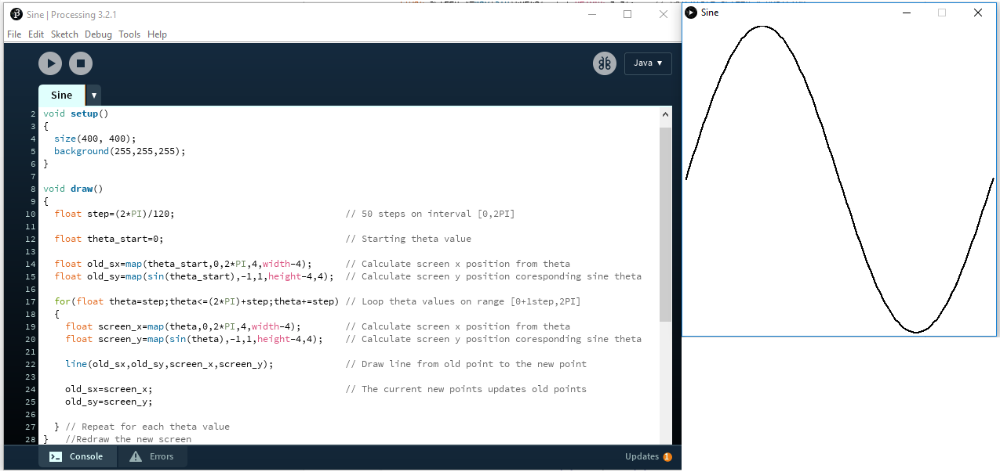 Sine | Processing 3.2.1
File Edit Sketch Debug Tools Help
Java ▼
Sine ▼
2 void setup()
3 {
4 size(400, 400);
5 background(255,255,255);
6 }
7
8 void draw()
9 {
10 float step=(2*PI)/120; // 50 steps on interval [0,2PI]
11
12 float theta_start=0; // Starting theta value
13
14 float old_sx=map(theta_start,0,2*PI,4,width-4); // Calculate screen x position from theta
15 float old_sy=map(sin(theta_start),-1,1,height-4,4); // Calculate screen y position coresponding sine theta
16
17 for(float theta=step;theta<=(2*PI)+step;theta+=step) // Loop theta values on range [0+1step,2PI]
18 {
19 float screen_x=map(theta,0,2*PI,4,width-4); // Calculate screen x position from theta
20 float screen_y=map(sin(theta),-1,1,height-4,4); // Calculate screen y position coresponding sine theta
21
22 line(old_sx,old_sy,screen_x,screen_y); // Draw line from old point to the new point
23
24 old_sx=screen_x; // The current new points updates old points
25 old_sy=screen_y;
26
27 } // Repeat for each theta value
28 } //Redraw the new screen
Console Errors Updates 1
Sine